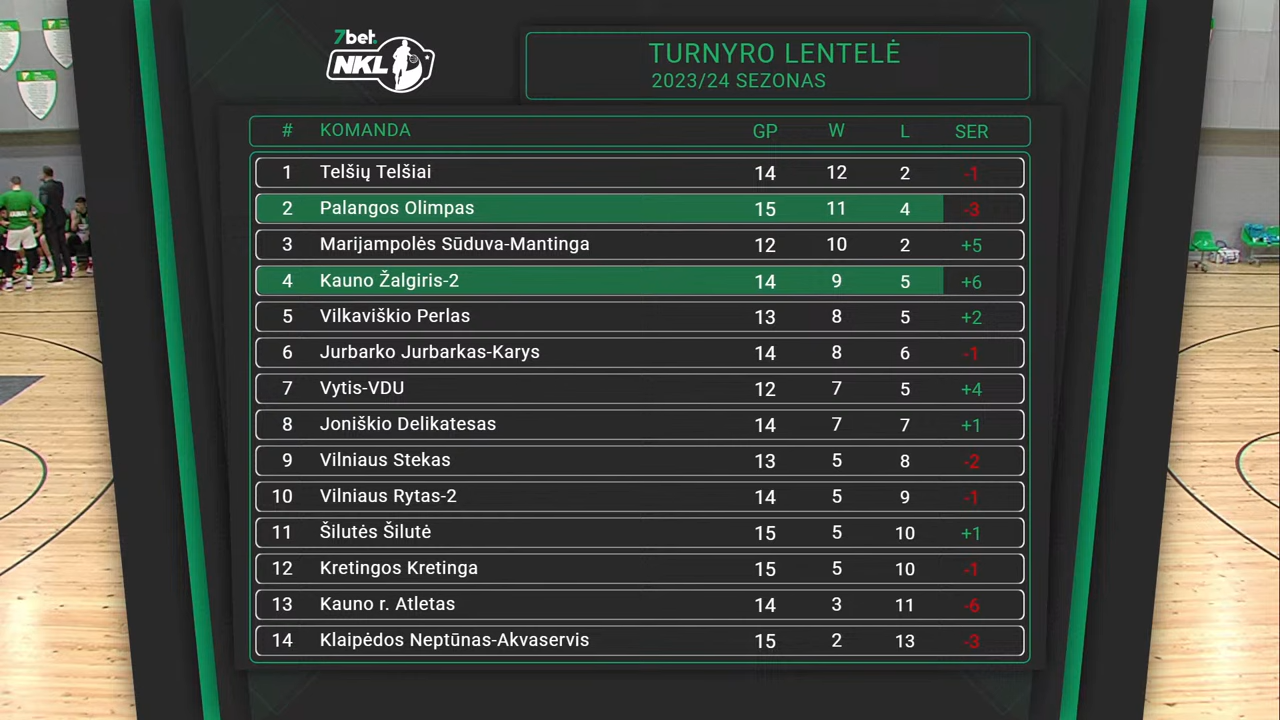 7bet.
NKL
TURNYRO LENTELĖ
2023/24 SEZONAS
# KOMANDA GP W L SER
1 Telšių Telšiai 14 12 2 -1
2 Palangos Olimpas 15 11 4 -3
3 Marijampolės Sūduva-Mantinga 12 10 2 +5
4 Kauno Žalgiris-2 14 9 5 +6
5 Vilkaviškio Perlas 13 8 5 +2
6 Jurbarko Jurbarkas-Karys 14 8 6 -1
7 Vytis-VDU 12 7 5 +4
8 Joniškio Delikatesas 14 7 7 +1
9 Vilniaus Stekas 13 5 8 -2
10 Vilniaus Rytas-2 14 5 9 -1
11 Šilutės Šilutė 15 5 10 +1
12 Kretingos Kretinga 15 5 10 -1
13 Kauno r. Atletas 14 3 11 -6
14 Klaipėdos Neptūnas-Akvaservis 15 2 13 -3